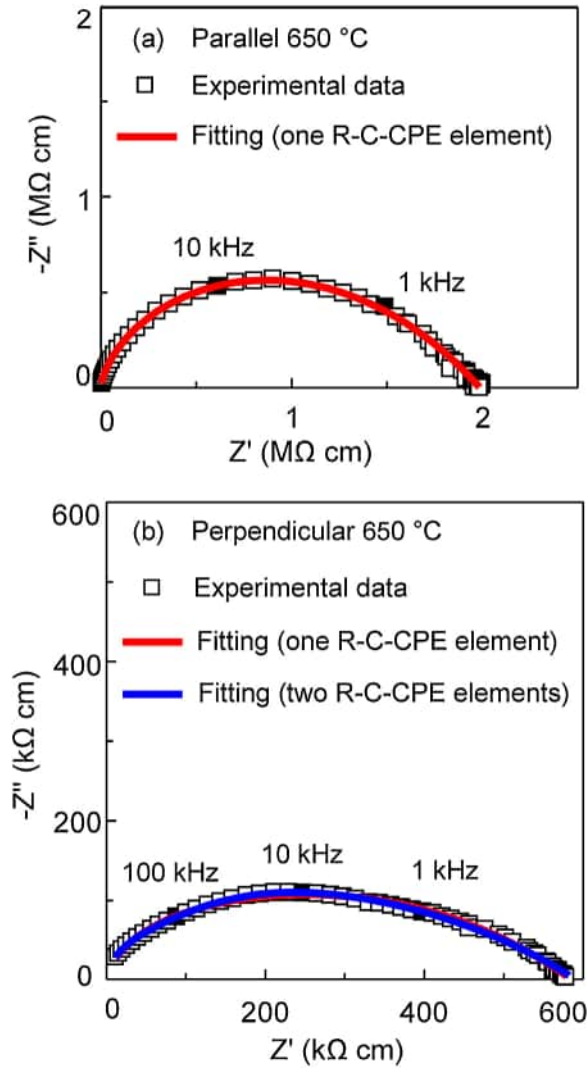 2
(a) Parallel 650 °C
Experimental data
Fitting (one R-C-CPE element)
-Z'' (MΩ cm)
1
10 kHz
1 kHz
0
0 1 2
Z' (MΩ cm)
600
(b) Perpendicular 650 °C
Experimental data
Fitting (one R-C-CPE element)
400
Fitting (two R-C-CPE elements)
-Z'' (kΩ cm)
200
100 kHz 10 kHz 1 kHz
0
0 200 400 600
Z' (kΩ cm)